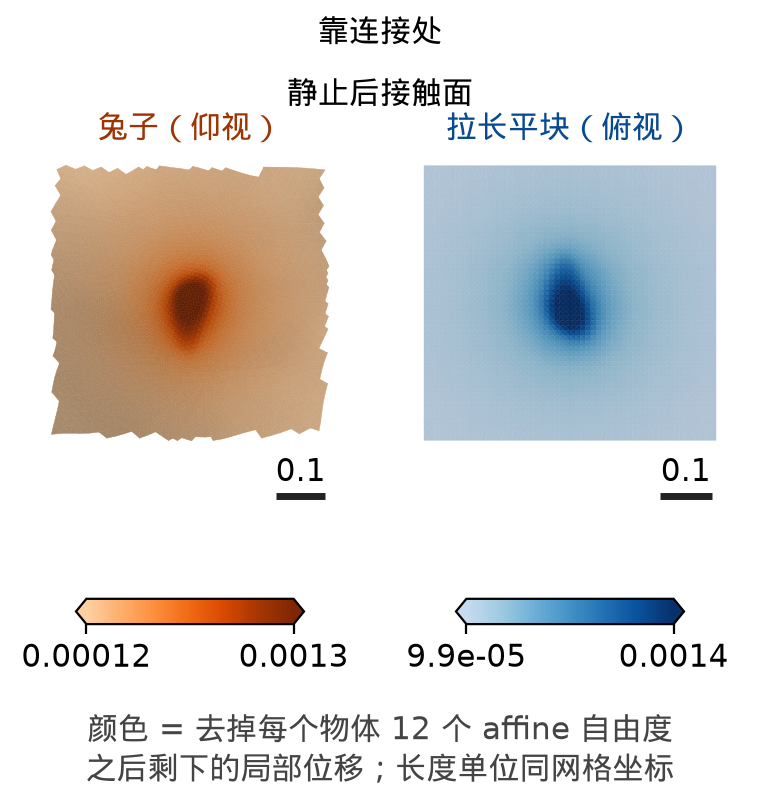 靠连接处
静止后接触面
兔子（仰视）
拉长平块（俯视）
0.1
0.1
0.00012
0.0013
9.9e-05
0.0014
颜色 = 去掉每个物体 12 个 affine 自由度
之后剩下的局部位移；长度单位同网格坐标